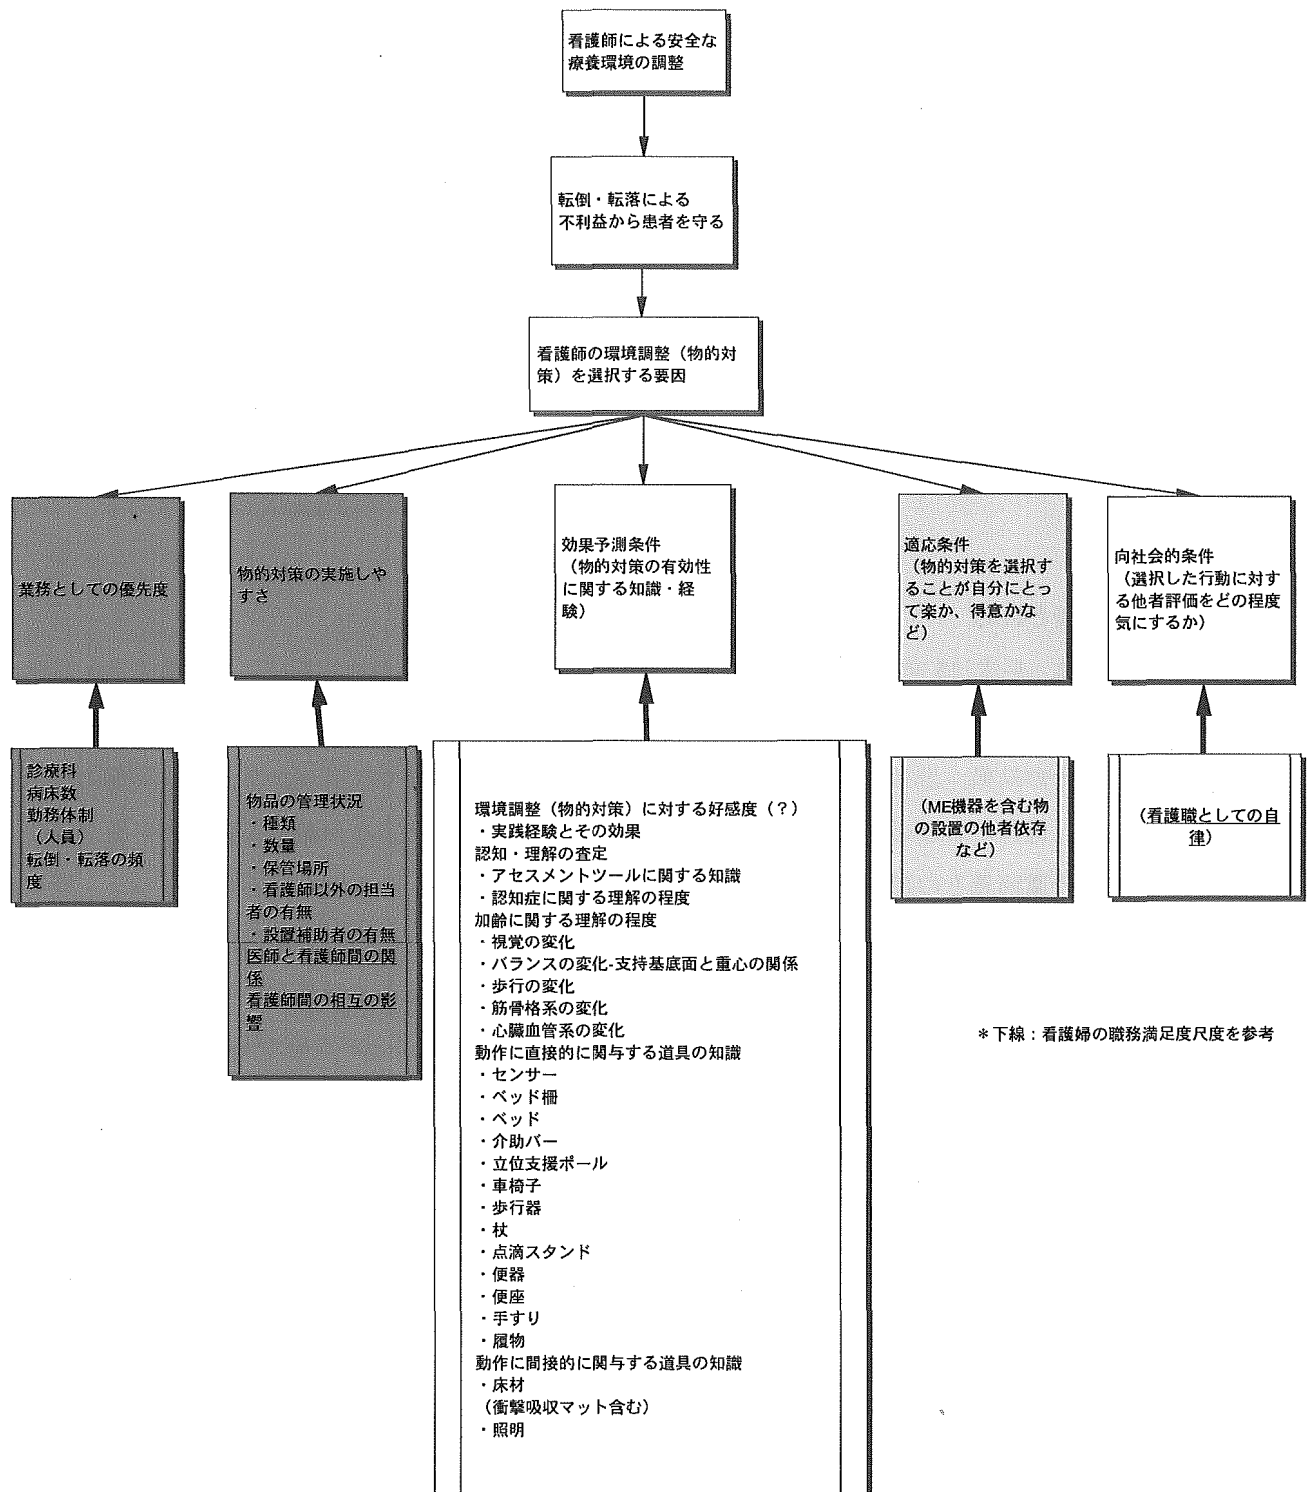 看護師による安全な
療養環境の調整
転倒・転落による
不利益から患者を守る
看護師の環境調整（物的対
策）を選択する要因
業務としての優先度
物的対策の実施しや
すさ
効果予測条件
（物的対策の有効性
に関する知識・経
験）
適応条件
（物的対策を選択す
ることが自分にとっ
て楽か、得意かな
ど）
向社会的条件
（選択した行動に対す
る他者評価をどの程度
気にするか）
診療科
病床数
勤務体制
（人員）
転倒・転落の頻
度
物品の管理状況
・種類
・数量
・保管場所
・看護師以外の担当
者の有無
・設置補助者の有無
医師と看護師間の関
係
看護師間の相互の影
響
環境調整（物的対策）に対する好感度（？）
・実践経験とその効果
認知・理解の査定
・アセスメントツールに関する知識
・認知症に関する理解の程度
加齢に関する理解の程度
・視覚の変化
・バランスの変化-支持基底面と重心の関係
・歩行の変化
・筋骨格系の変化
・心臓血管系の変化
動作に直接的に関与する道具の知識
・センサー
・ベッド柵
・ベッド
・介助バー
・立位支援ポール
・車椅子
・歩行器
・杖
・点滴スタンド
・便器
・便座
・手すり
・履物
動作に間接的に関与する道具の知識
・床材
（衝撃吸収マット含む）
・照明
（ME機器を含む物
の設置の他者依存
など）
（看護職としての自
律）
＊下線：看護婦の職務満足度尺度を参考